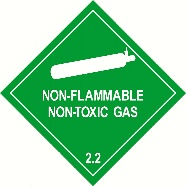 NON-FLAMMABLE
NON-TOXIC GAS
2.2